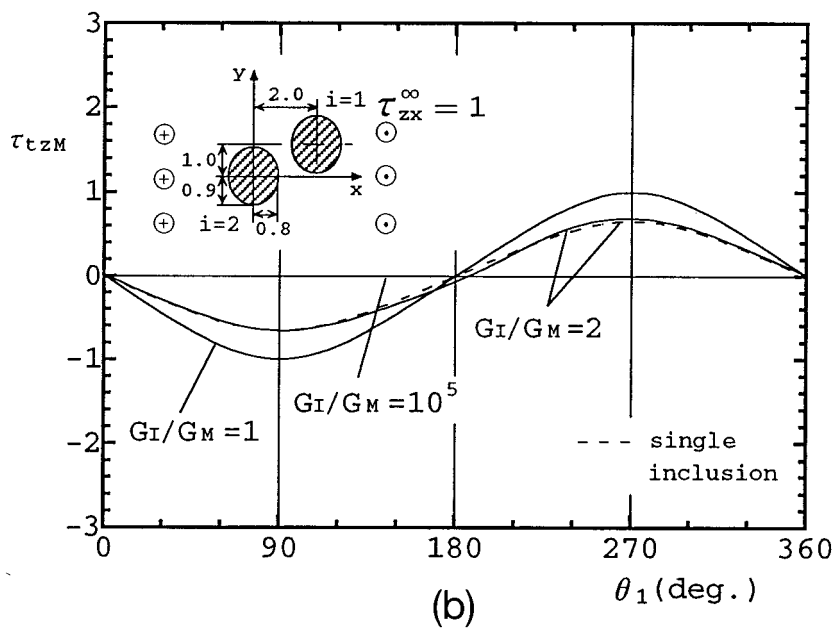 3
2
1
0
-1
-2
-3
τtzM
y
2.0
i=1
τ∞zx = 1
1.0
0.9
x
i=2
0.8
GI/GM=2
GI/GM=10⁵
GI/GM=1
--- single
inclusion
0
90
180
270
360
θ1(deg.)
(b)